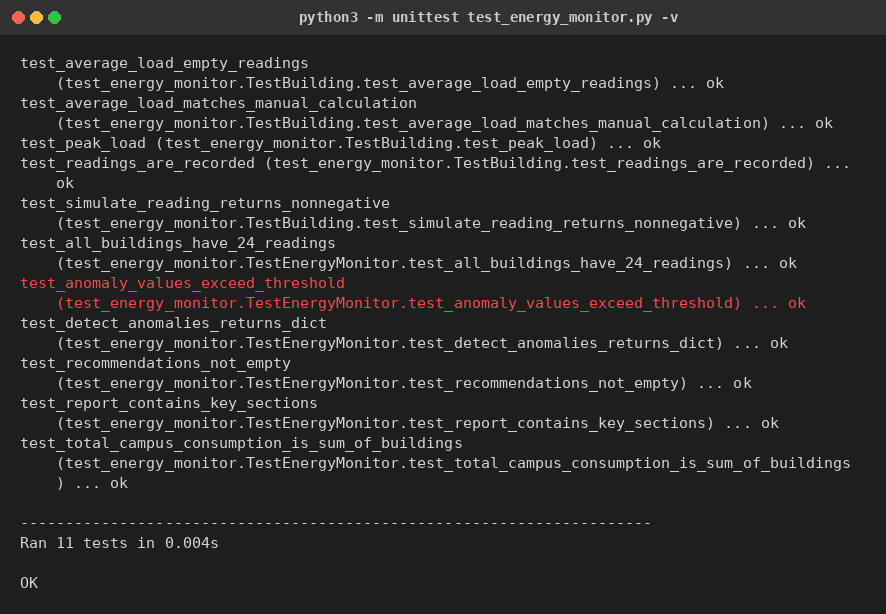 python3 -m unittest test_energy_monitor.py -v
test_average_load_empty_readings
(test_energy_monitor.TestBuilding.test_average_load_empty_readings) ... ok
test_average_load_matches_manual_calculation
(test_energy_monitor.TestBuilding.test_average_load_matches_manual_calculation) ... ok
test_peak_load (test_energy_monitor.TestBuilding.test_peak_load) ... ok
test_readings_are_recorded (test_energy_monitor.TestBuilding.test_readings_are_recorded) ...
ok
test_simulate_reading_returns_nonnegative
(test_energy_monitor.TestBuilding.test_simulate_reading_returns_nonnegative) ... ok
test_all_buildings_have_24_readings
(test_energy_monitor.TestEnergyMonitor.test_all_buildings_have_24_readings) ... ok
test_anomaly_values_exceed_threshold
(test_energy_monitor.TestEnergyMonitor.test_anomaly_values_exceed_threshold) ... ok
test_detect_anomalies_returns_dict
(test_energy_monitor.TestEnergyMonitor.test_detect_anomalies_returns_dict) ... ok
test_recommendations_not_empty
(test_energy_monitor.TestEnergyMonitor.test_recommendations_not_empty) ... ok
test_report_contains_key_sections
(test_energy_monitor.TestEnergyMonitor.test_report_contains_key_sections) ... ok
test_total_campus_consumption_is_sum_of_buildings
(test_energy_monitor.TestEnergyMonitor.test_total_campus_consumption_is_sum_of_buildings
) ... ok
----------------------------------------------------------------------
Ran 11 tests in 0.004s
OK